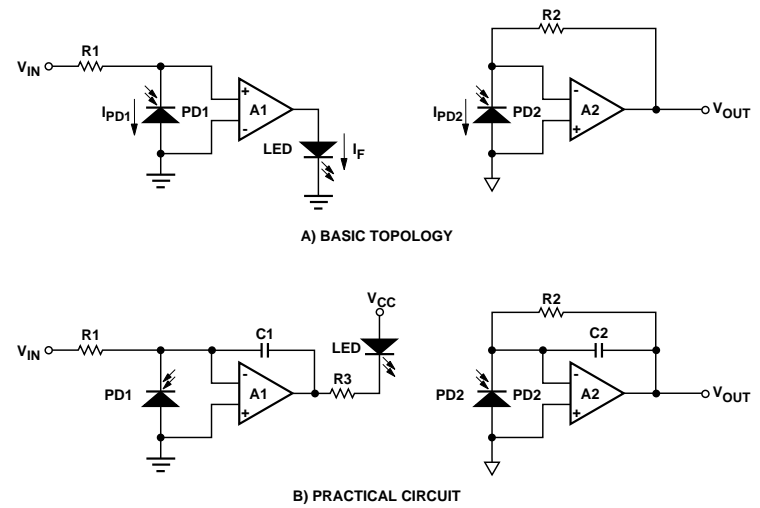 R1
V_IN
I_PD1
PD1
+
-
A1
LED
I_F
R2
I_PD2
PD2
-
+
A2
V_OUT
A) BASIC TOPOLOGY
V_IN
R1
PD1
C1
-
+
A1
R3
LED
V_CC
R2
C2
PD2
PD2
-
+
A2
V_OUT
B) PRACTICAL CIRCUIT